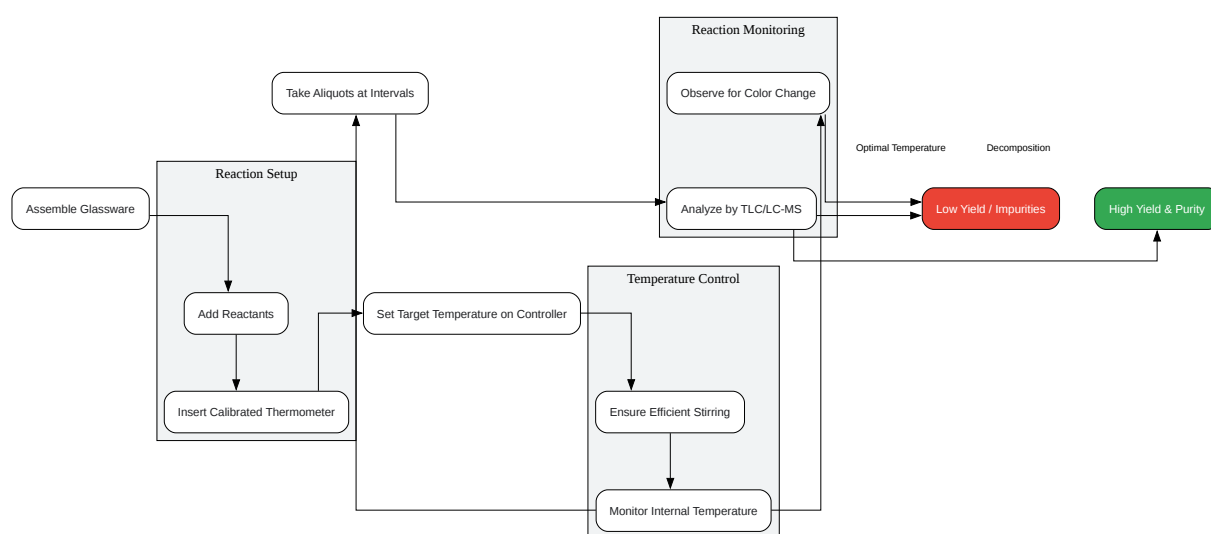 Reaction Monitoring
Take Aliquots at Intervals
Observe for Color Change
Optimal Temperature
Decomposition
Reaction Setup
Assemble Glassware
Analyze by TLC/LC-MS
Low Yield / Impurities
High Yield & Purity
Temperature Control
Add Reactants
Set Target Temperature on Controller
Insert Calibrated Thermometer
Ensure Efficient Stirring
Monitor Internal Temperature